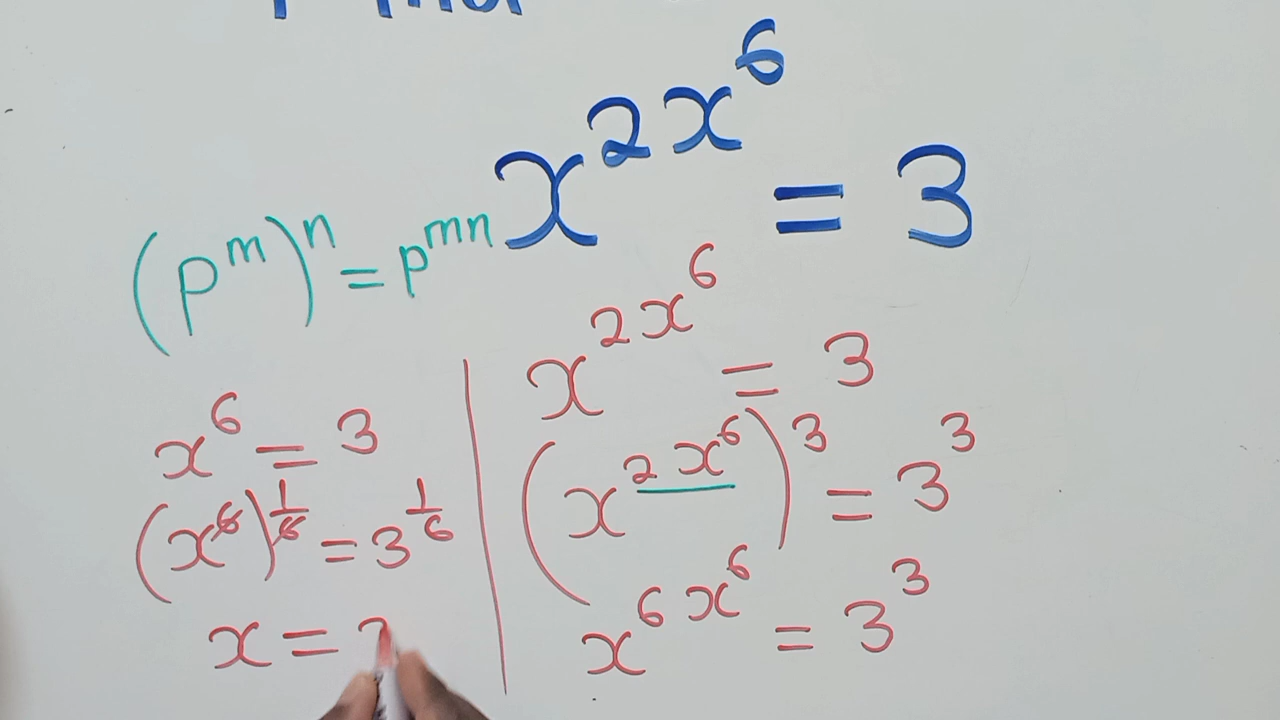 x^{2x^6} = 3
(p^m)^n = p^{mn}
x^{2x^6} = 3
(x^{2x^6})^3 = 3^3
x^{6x^6} = 3^3
x^6 = 3
(x^6)^{1/6} = 3^{1/6}
x =